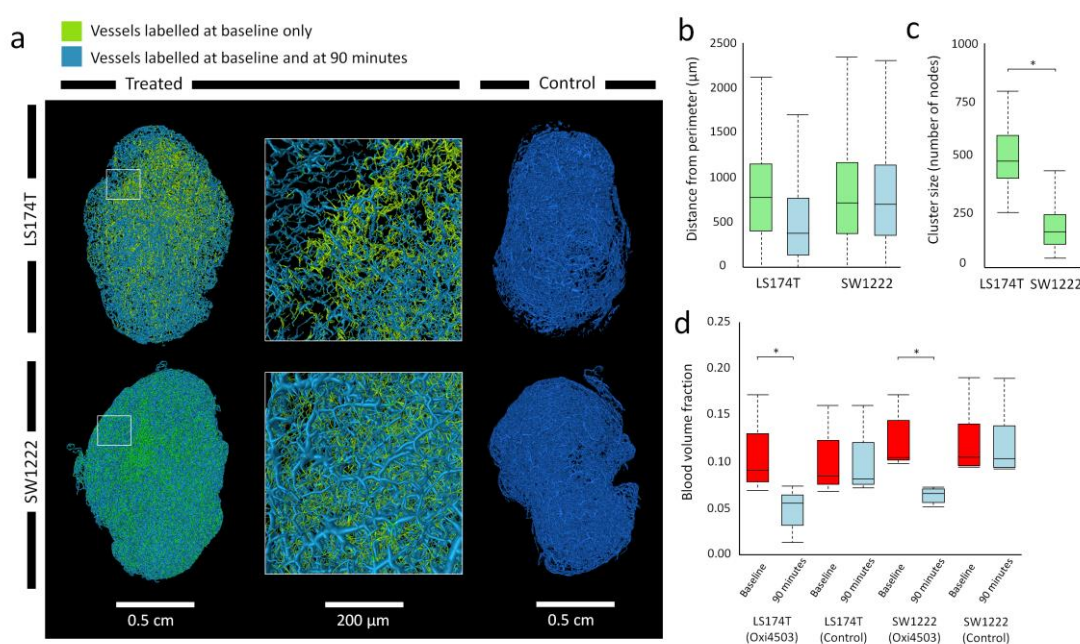 a
Vessels labelled at baseline only
Vessels labelled at baseline and at 90 minutes
Treated
Control
LS174T
SW1222
0.5 cm
200 µm
0.5 cm
b
Distance from perimeter (µm)
2500
2000
1500
1000
500
0
LS174T
SW1222
c
Cluster size (number of nodes)
1000
750
500
250
0
*
LS174T
SW1222
d
Blood volume fraction
0.25
0.20
0.15
0.10
0.05
0.00
*
*
Baseline
90 minutes
Baseline
90 minutes
Baseline
90 minutes
Baseline
90 minutes
LS174T
(Oxi4503)
LS174T
(Control)
SW1222
(Oxi4503)
SW1222
(Control)